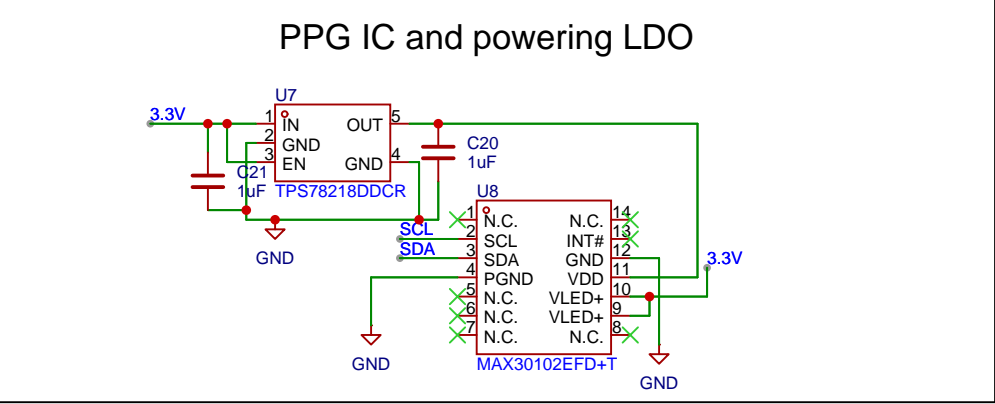 PPG IC and powering LDO
U7
3.3V
1 IN OUT 5
2 GND
3 EN GND 4
C20
1uF
C21
1uF
TPS78218DDCR
U8
1 N.C. N.C. 14
SCL 2 SCL INT# 13
SDA 3 SDA GND 12
4 PGND VDD 11
5 N.C. VLED+ 10
6 N.C. VLED+ 9
7 N.C. N.C. 8
3.3V
MAX30102EFD+T
GND
GND
GND